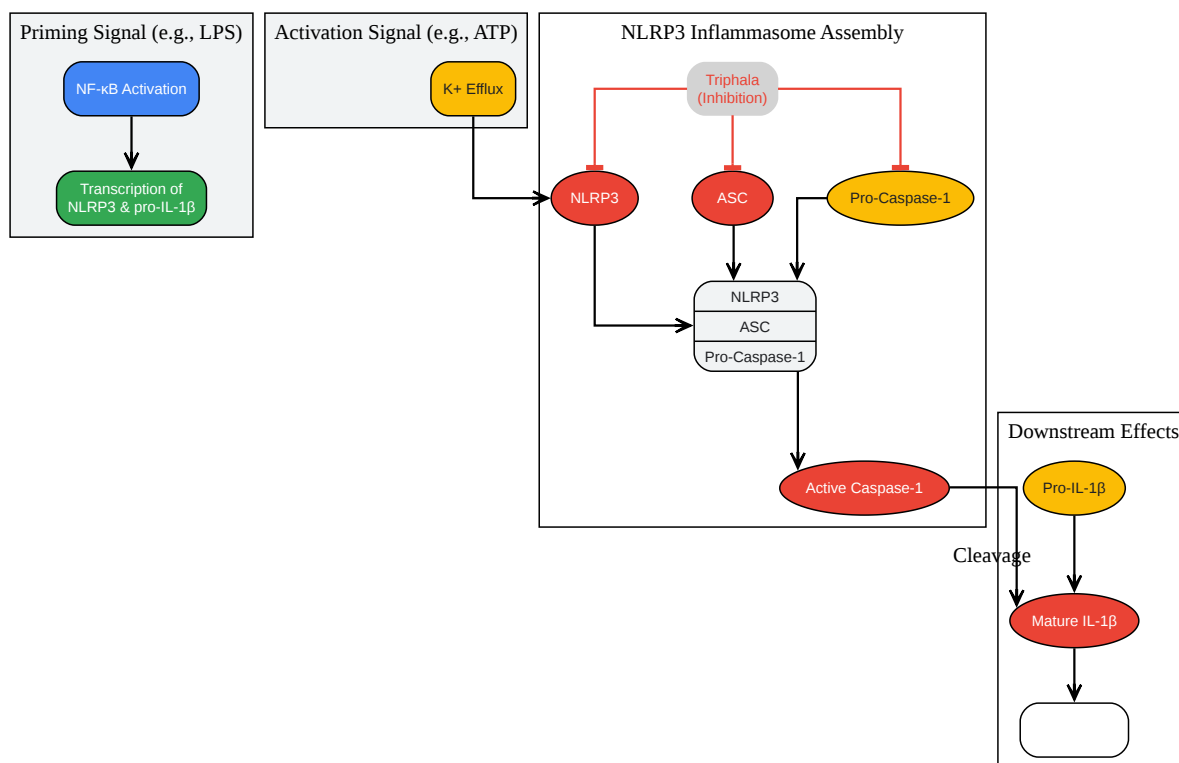 Priming Signal (e.g., LPS)
NF-κB Activation
Transcription of
NLRP3 & pro-IL-1β
Activation Signal (e.g., ATP)
K+ Efflux
NLRP3 Inflammasome Assembly
Triphala
(Inhibition)
NLRP3
ASC
Pro-Caspase-1
NLRP3
ASC
Pro-Caspase-1
Active Caspase-1
Cleavage
Downstream Effects
Pro-IL-1β
Mature IL-1β